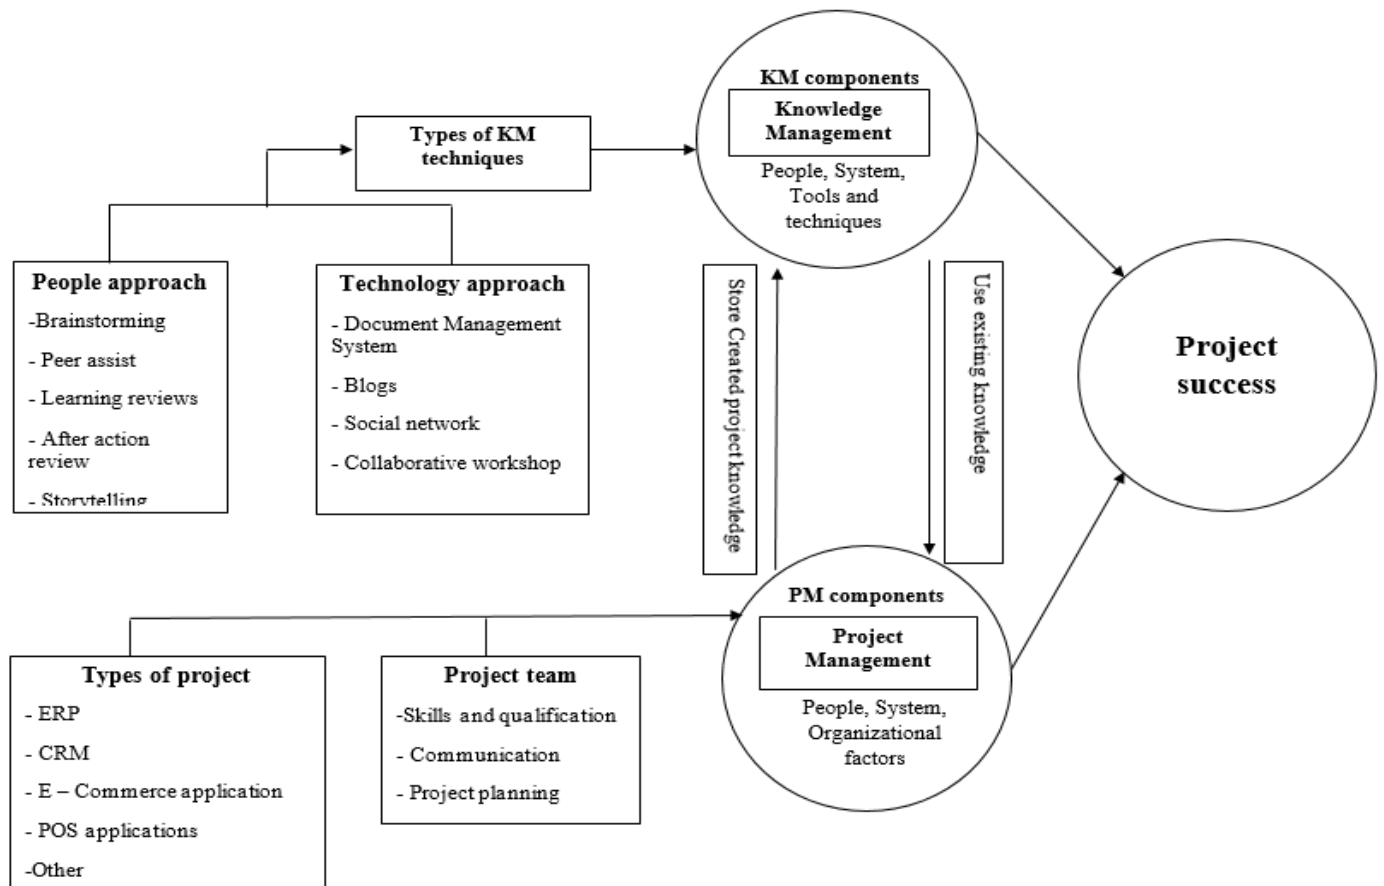 KM components
Knowledge
Management
People, System,
Tools and
techniques
Types of KM
techniques
People approach
-Brainstorming
- Peer assist
- Learning reviews
- After action
review
- Storytelling
Technology approach
- Document Management
System
- Blogs
- Social network
- Collaborative workshop
Store Created project knowledge
Use existing knowledge
Project
success
PM components
Project
Management
People, System,
Organizational
factors
Types of project
- ERP
- CRM
- E – Commerce application
- POS applications
-Other
Project team
-Skills and qualification
- Communication
- Project planning